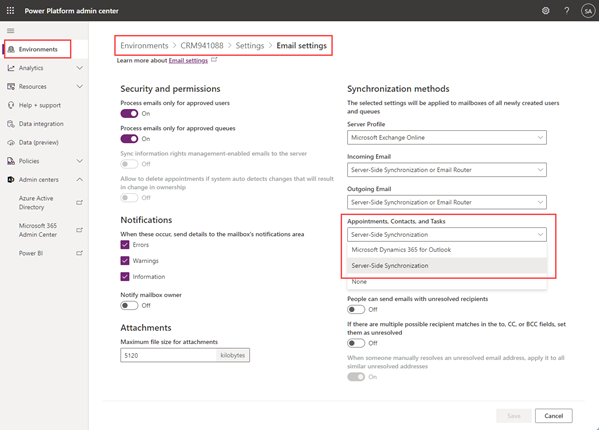 Power Platform admin center
SA
Environments
Analytics
Resources
Help + support
Data integration
Data (preview)
Policies
Admin centers
Azure Active
Directory
Microsoft 365
Admin Center
Power BI
Environments > CRM941088 > Settings > Email settings
Learn more about Email settings
Security and permissions
Process emails only for approved users
On
Process emails only for approved queues
On
Sync information rights management-enabled emails to the server
Off
Allow to delete appointments if system auto detects changes that will result
in change in ownership
Off
Notifications
When these occur, send details to the mailbox's notifications area
Errors
Warnings
Information
Notify mailbox owner
Off
Attachments
Maximum file size for attachments
5120 kilobytes
Synchronization methods
The selected settings will be applied to mailboxes of all newly created users
and queues
Server Profile
Microsoft Exchange Online
Incoming Email
Server-Side Synchronization or Email Router
Outgoing Email
Server-Side Synchronization or Email Router
Appointments, Contacts, and Tasks
Server-Side Synchronization
Microsoft Dynamics 365 for Outlook
Server-Side Synchronization
None
People can send emails with unresolved recipients
Off
If there are multiple possible recipient matches in the to, CC, or BCC fields, set
them as unresolved
Off
When someone manually resolves an unresolved email address, apply it to all
similar unresolved addresses
On
Save
Cancel